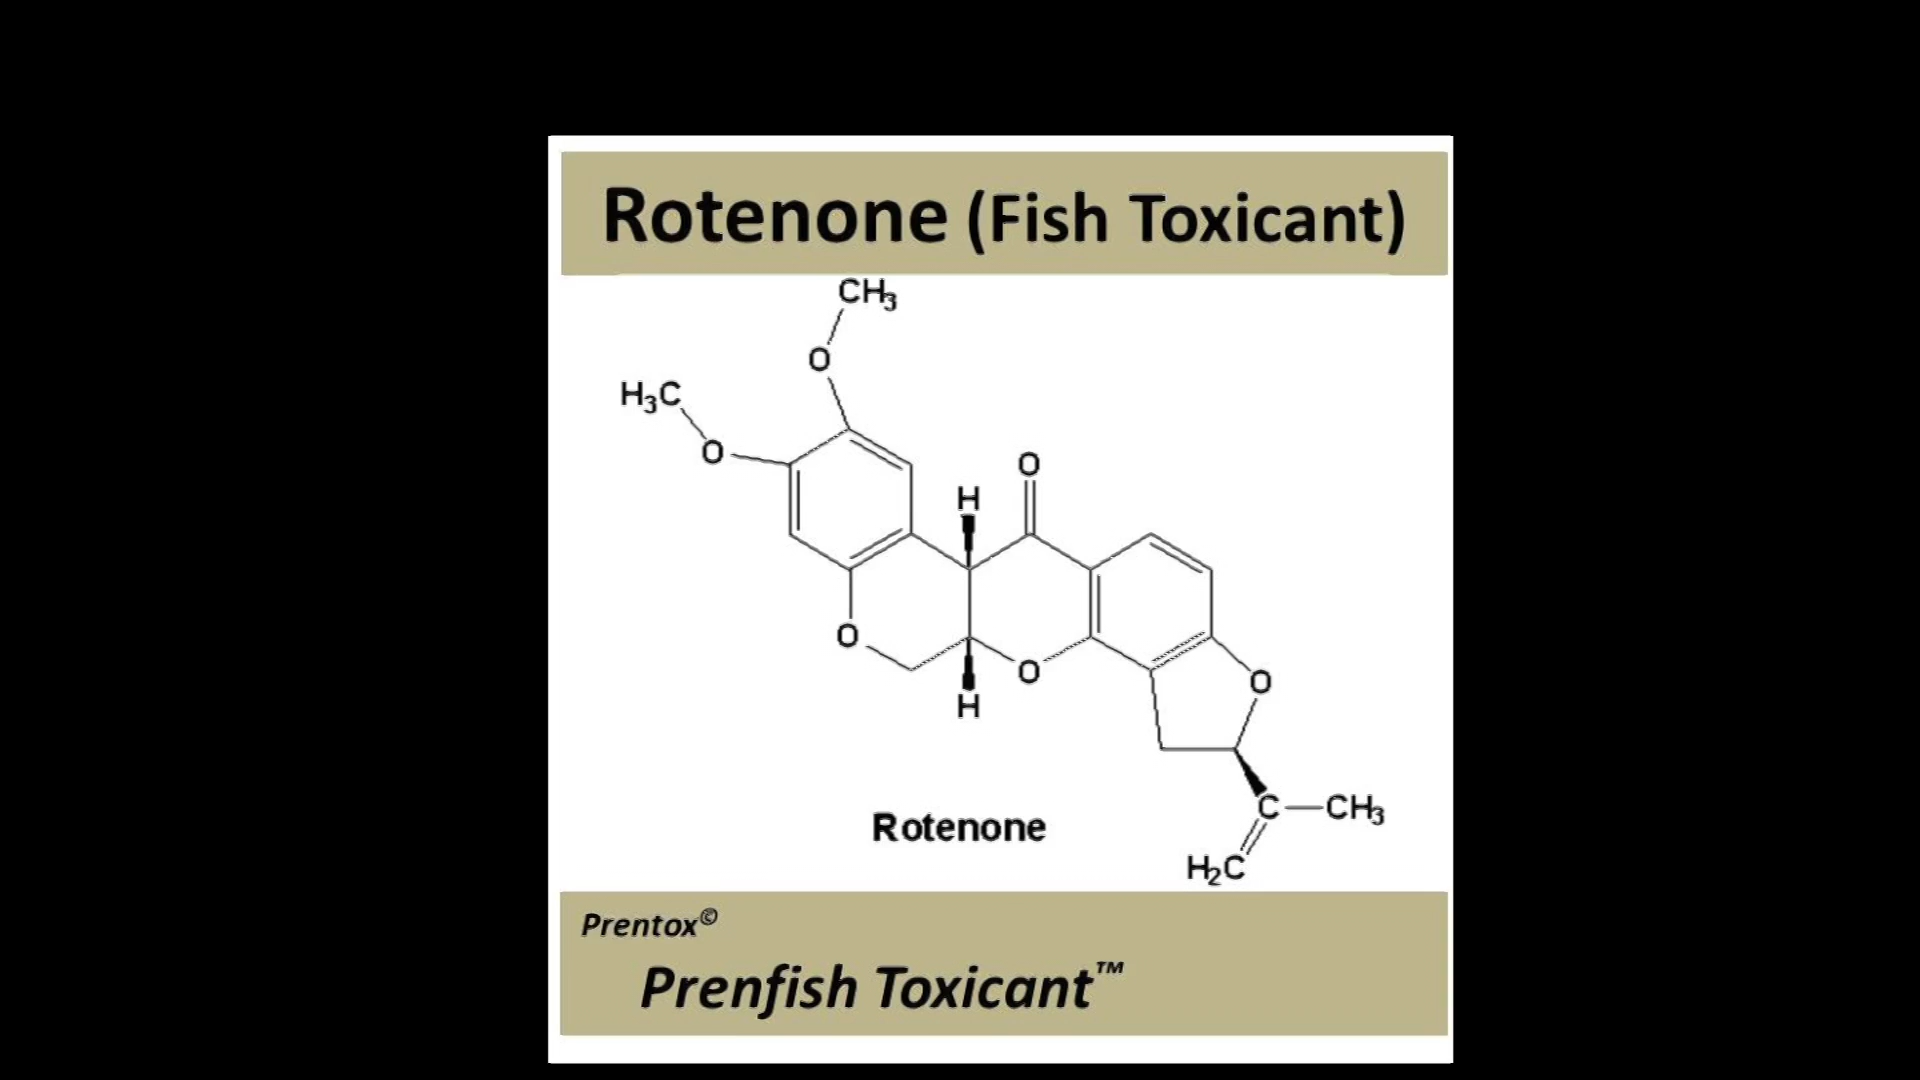 Rotenone (Fish Toxicant)
CH₃
O
H₃C
O
O
H
O
O
H
O
C—CH₃
H₂C
Rotenone
Prentox©
Prenfish Toxicant™